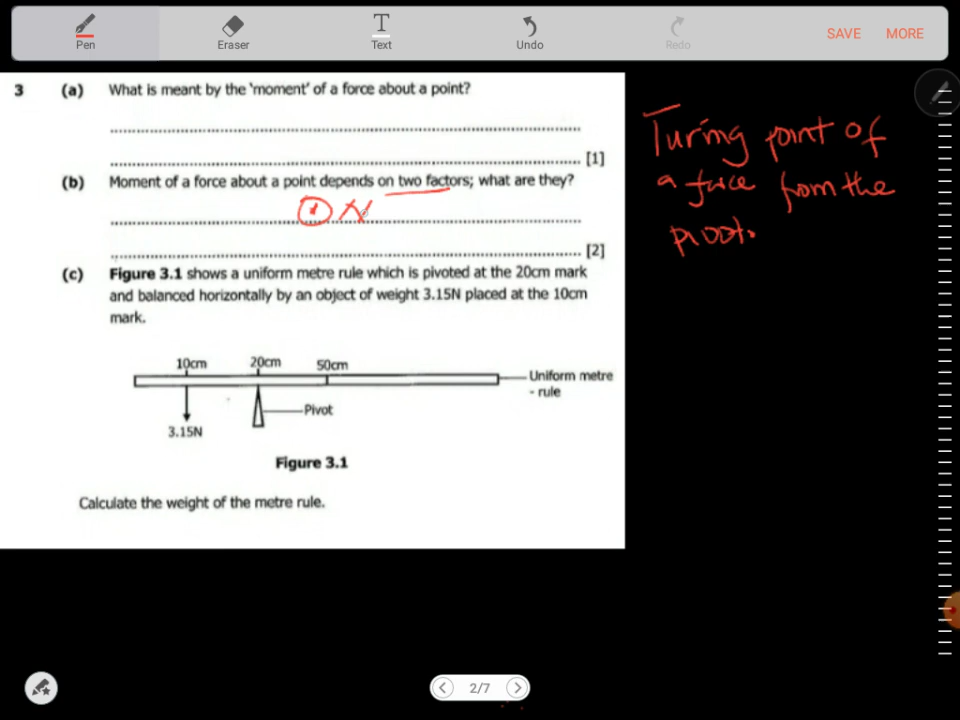 Pen
Eraser
T
Text
Undo
Redo
SAVE
MORE
3 (a) What is meant by the 'moment' of a force about a point?
[1]
(b) Moment of a force about a point depends on two factors; what are they?
① N
[2]
(c) Figure 3.1 shows a uniform metre rule which is pivoted at the 20cm mark
and balanced horizontally by an object of weight 3.15N placed at the 10cm
mark.
10cm 20cm 50cm
Uniform metre
- rule
Pivot
3.15N
Figure 3.1
Calculate the weight of the metre rule.
Turing point of
a force from the
pivot.
2/7